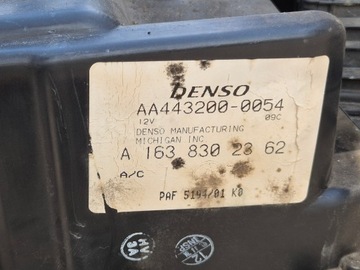 DENSO
AA443200-0054
12V 09C
DENSO MANUFACTURING
MICHIGAN INC
A 163 830 23 62
A/C
PAF 5194/01 K0